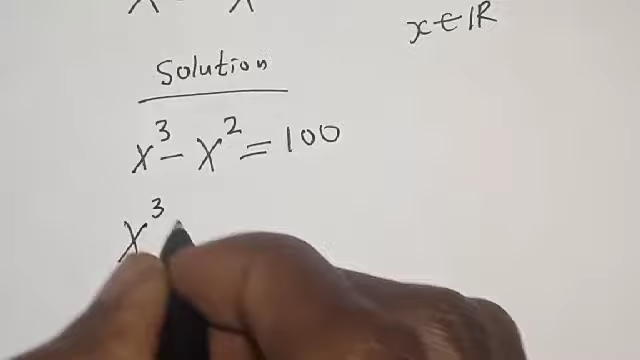 x ∈ ℝ
Solution
x³ - x² = 100
x³